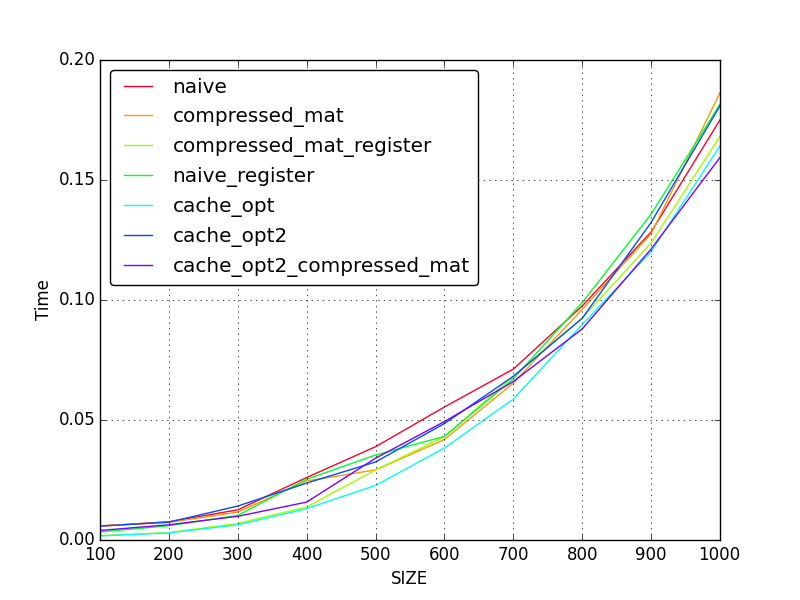 0.20
naive
compressed_mat
compressed_mat_register
naive_register
cache_opt
cache_opt2
cache_opt2_compressed_mat
0.15
0.10
0.05
0.00
Time
100 200 300 400 500 600 700 800 900 1000
SIZE